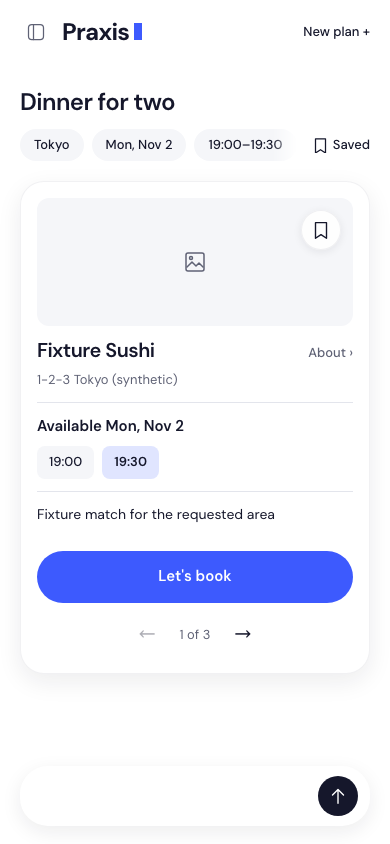 Praxis
New plan +
Dinner for two
Tokyo
Mon, Nov 2
19:00–19:30
Saved
Fixture Sushi
About ›
1-2-3 Tokyo (synthetic)
Available Mon, Nov 2
19:00
19:30
Fixture match for the requested area
Let's book
← 1 of 3 →